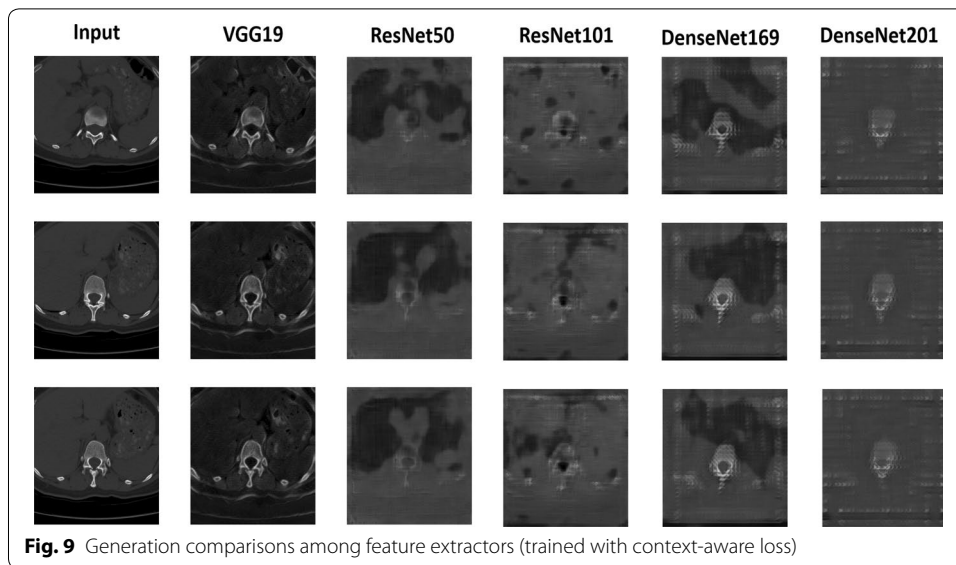 Input VGG19 ResNet50 ResNet101 DenseNet169 DenseNet201
Fig. 9 Generation comparisons among feature extractors (trained with context-aware loss)